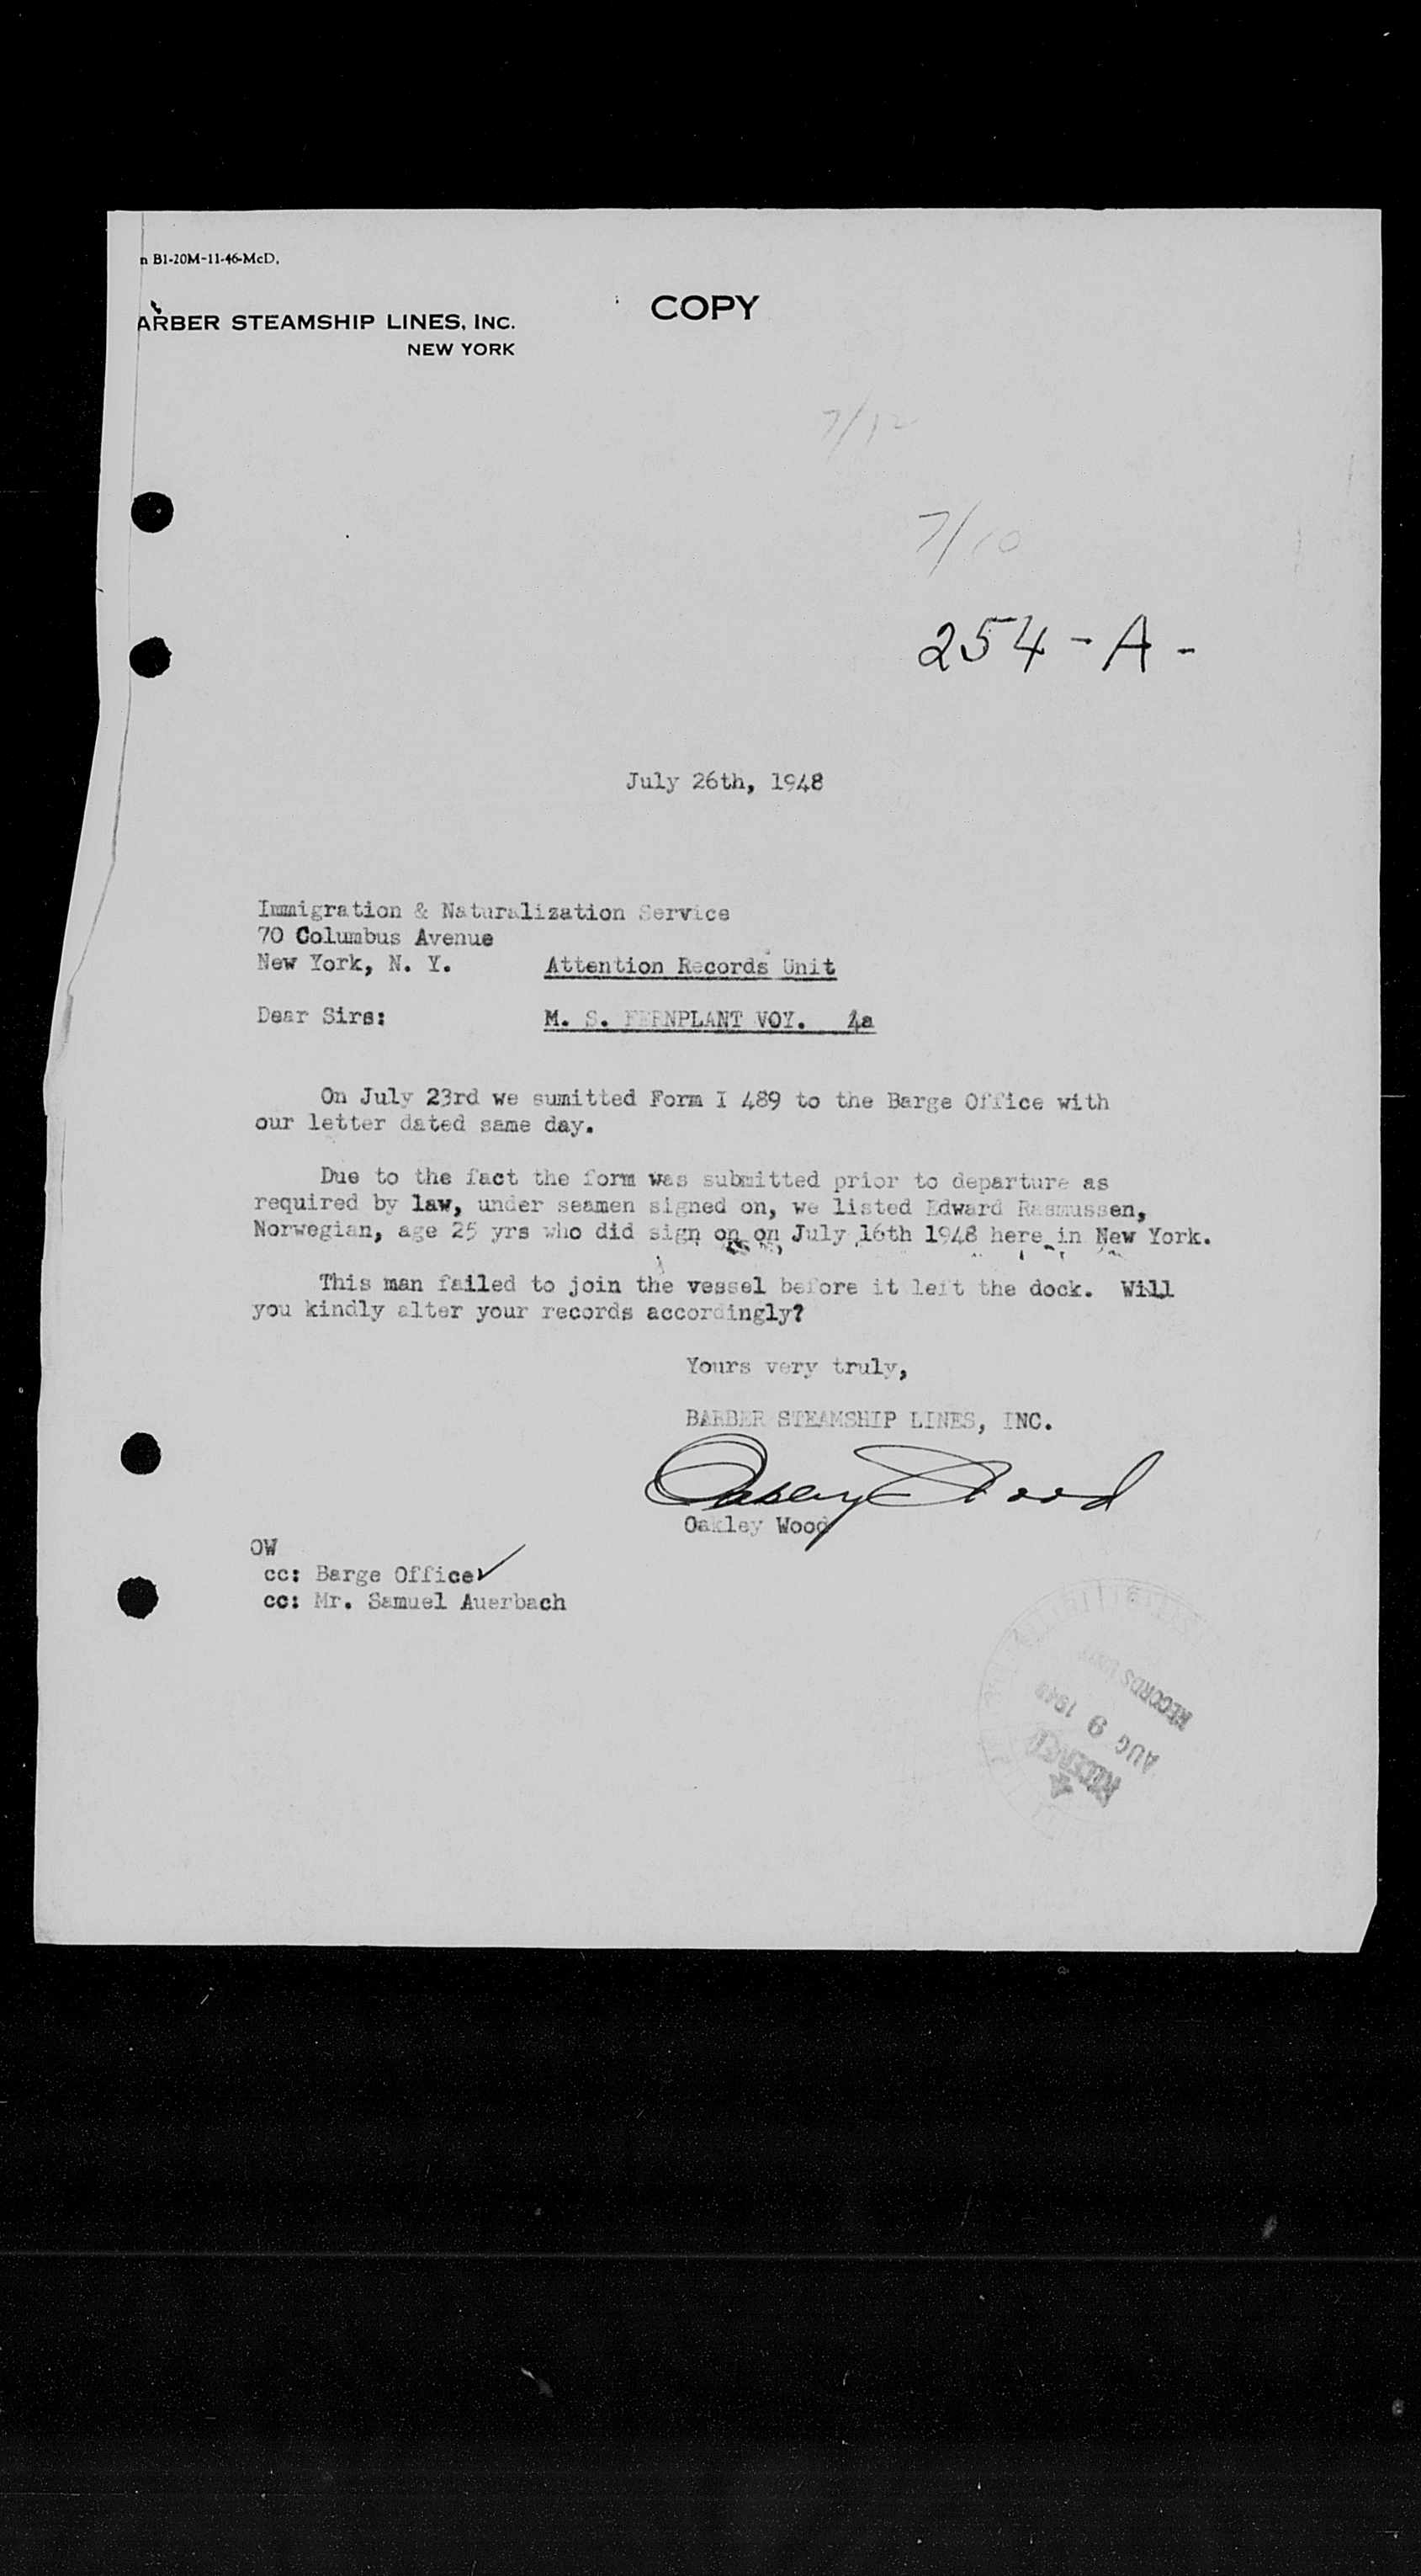 n B1-20M-11-46-McD,
ARBER STEAMSHIP LINES, INC.
NEW YORK
COPY
7/12
7/10
254 - A -
July 26th, 1948
Immigration & Naturalization Service
70 Columbus Avenue
New York, N. Y. Attention Records Unit
Dear Sirs: M. S. FERNPLANT VOY. 4a
On July 23rd we sumitted Form I 489 to the Barge Office with
our letter dated same day.
Due to the fact the form was submitted prior to departure as
required by law, under seamen signed on, we listed Edward Rasmussen,
Norwegian, age 25 yrs who did sign on on July 16th 1948 here in New York.
This man failed to join the vessel before it left the dock. Will
you kindly alter your records accordingly?
Yours very truly,
BARBER STEAMSHIP LINES, INC.
Oakley Wood
Oakley Wood
OW
cc: Barge Office
cc: Mr. Samuel Auerbach
RECEIVED
AUG 9 1948
RECORDS UNIT